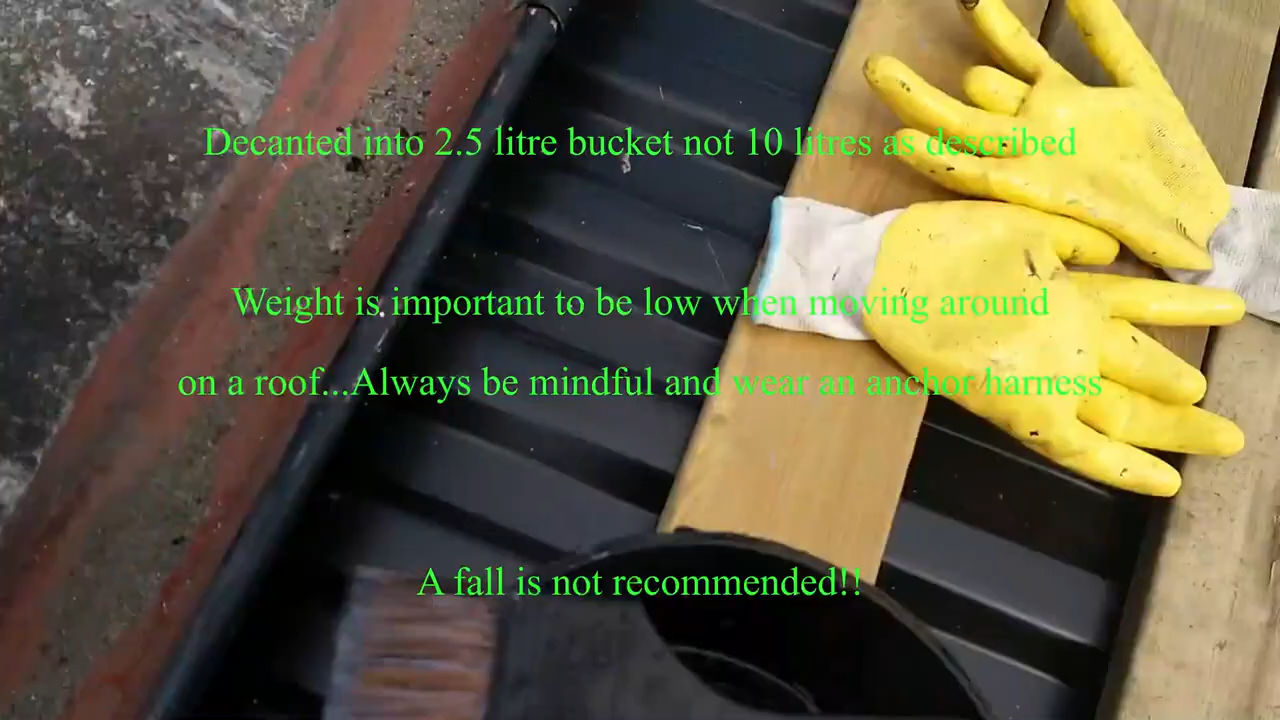 Decanted into 2.5 litre bucket not 10 litres as described
Weight is important to be low when moving around
on a roof...Always be mindful and wear an anchor harness
A fall is not recommended!!